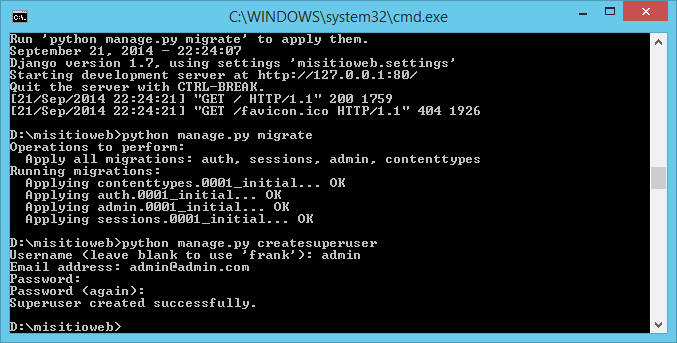 C:\WINDOWS\system32\cmd.exe
Run 'python manage.py migrate' to apply them.
September 21, 2014 - 22:24:07
Django version 1.7, using settings 'misitioweb.settings'
Starting development server at http://127.0.0.1:80/
Quit the server with CTRL-BREAK.
[21/Sep/2014 22:24:21] "GET / HTTP/1.1" 200 1759
[21/Sep/2014 22:24:21] "GET /favicon.ico HTTP/1.1" 404 1926
D:\misitioweb>python manage.py migrate
Operations to perform:
  Apply all migrations: auth, sessions, admin, contenttypes
Running migrations:
  Applying contenttypes.0001_initial... OK
  Applying auth.0001_initial... OK
  Applying admin.0001_initial... OK
  Applying sessions.0001_initial... OK
D:\misitioweb>python manage.py createsuperuser
Username (leave blank to use 'frank'): admin
Email address: admin@admin.com
Password:
Password (again):
Superuser created successfully.
D:\misitioweb>